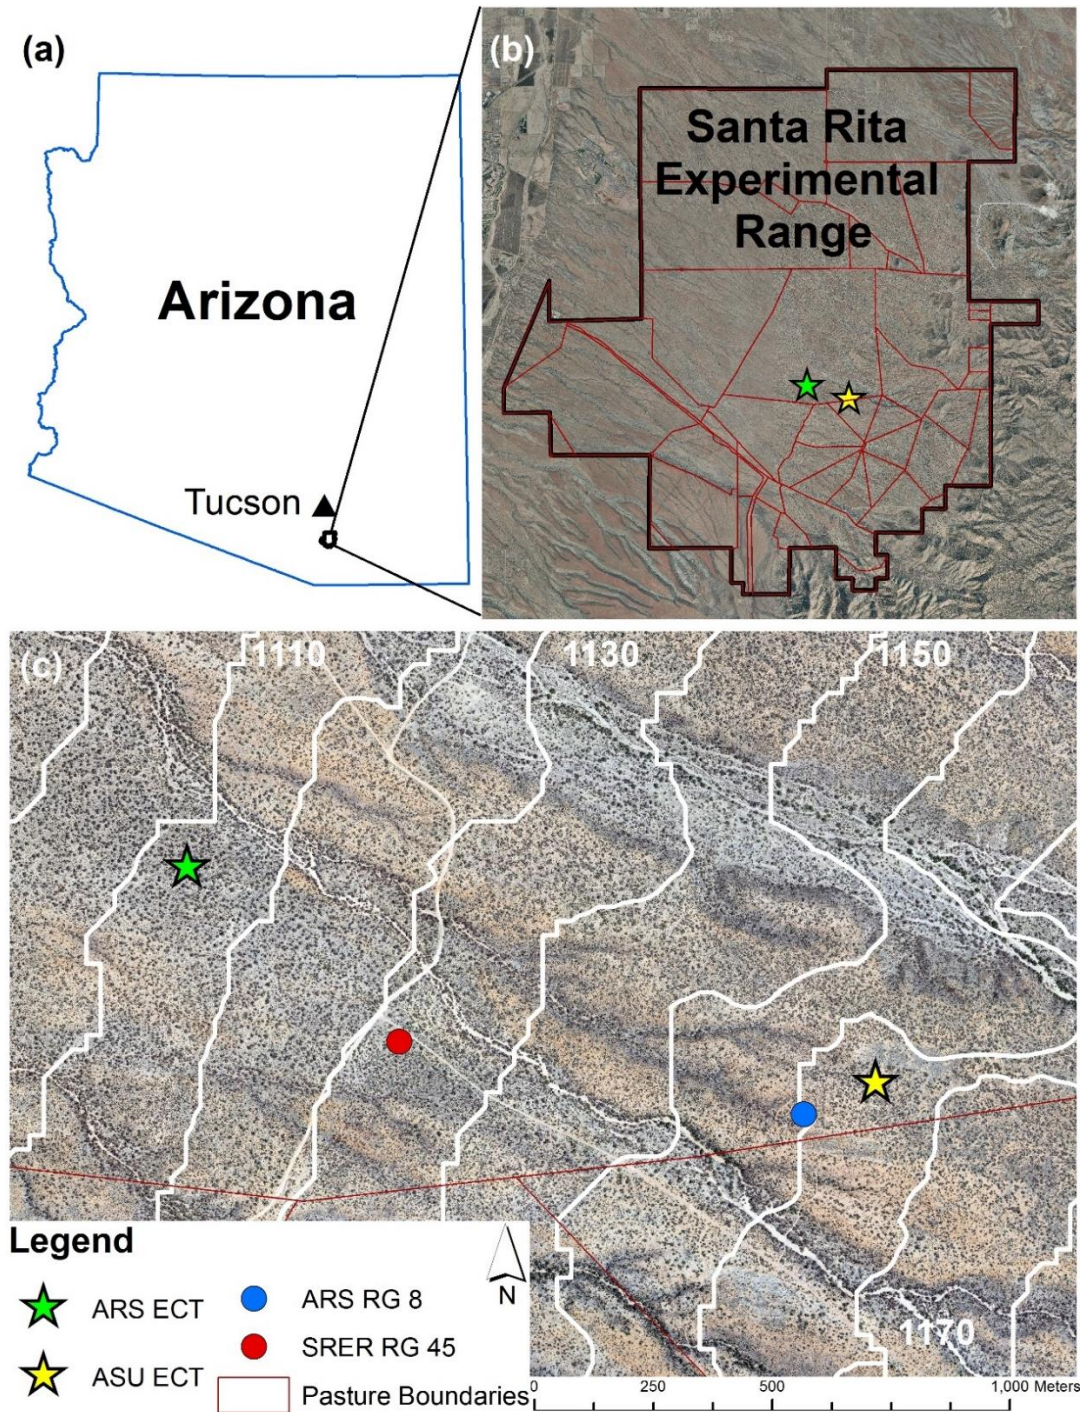 (a)
Arizona
Tucson
(b)
Santa Rita
Experimental
Range
(c)
1110
1130
1150
1170
Legend
ARS ECT
ASU ECT
ARS RG 8
SRER RG 45
Pasture Boundaries
N
0 250 500 1,000 Meters